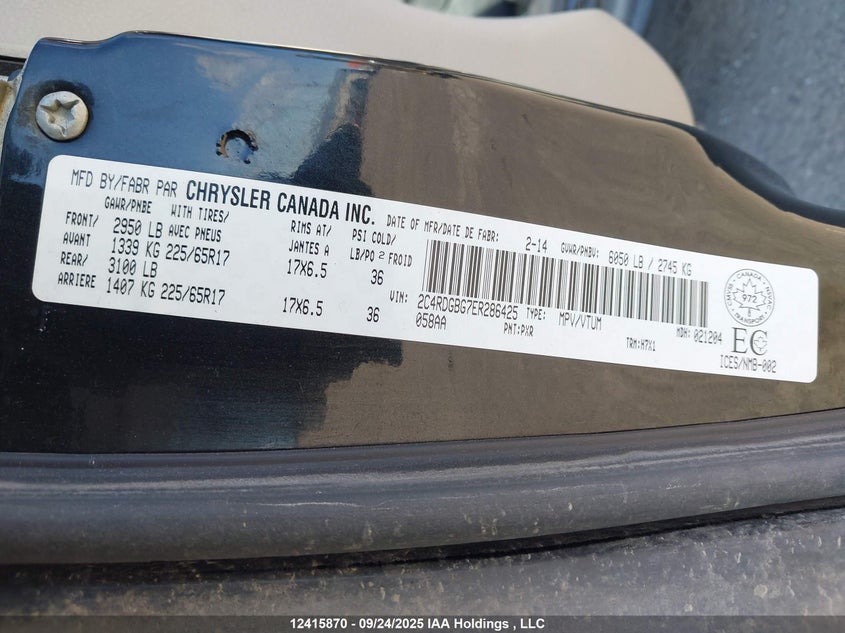 MFD BY/FABR PAR CHRYSLER CANADA INC. DATE OF MFR/DATE DE FABR: 2-14 GVWR/PNBV: 6050 LB / 2745 KG
GAWR/PNBE WITH TIRES/ RIMS AT/ PSI COLD/
FRONT/ 2950 LB AVEC PNEUS JANTES A LB/PO 2 FROID
AVANT 1339 KG 225/65R17 17X6.5 36
REAR/ 3100 LB
ARRIERE 1407 KG 225/65R17 17X6.5 36
VIN: 2C4RDGBG7ER286425 TYPE: MPV/VTUM MDH: 021204
058AA PNT:PXR TRM:H7X1
CANADA
972
TRANSPORT
EC
ICES/NMB-002
12415870 - 09/24/2025 IAA Holdings , LLC